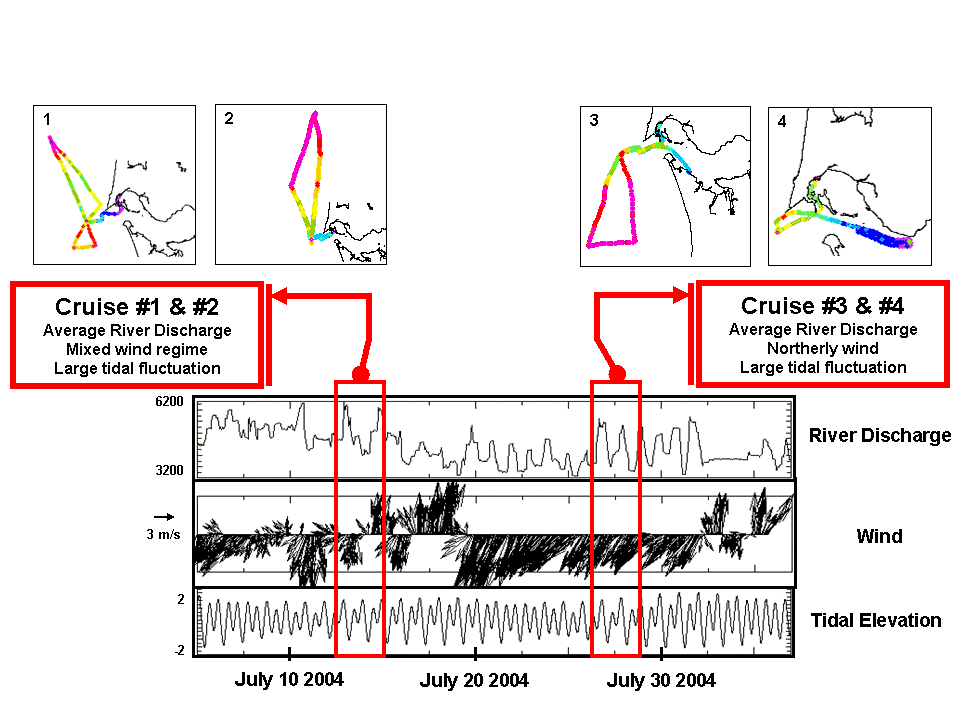 1
2
3
4
Cruise #1 & #2
Average River Discharge
Mixed wind regime
Large tidal fluctuation
Cruise #3 & #4
Average River Discharge
Northerly wind
Large tidal fluctuation
6200
3200
River Discharge
3 m/s
Wind
2
-2
Tidal Elevation
July 10 2004
July 20 2004
July 30 2004